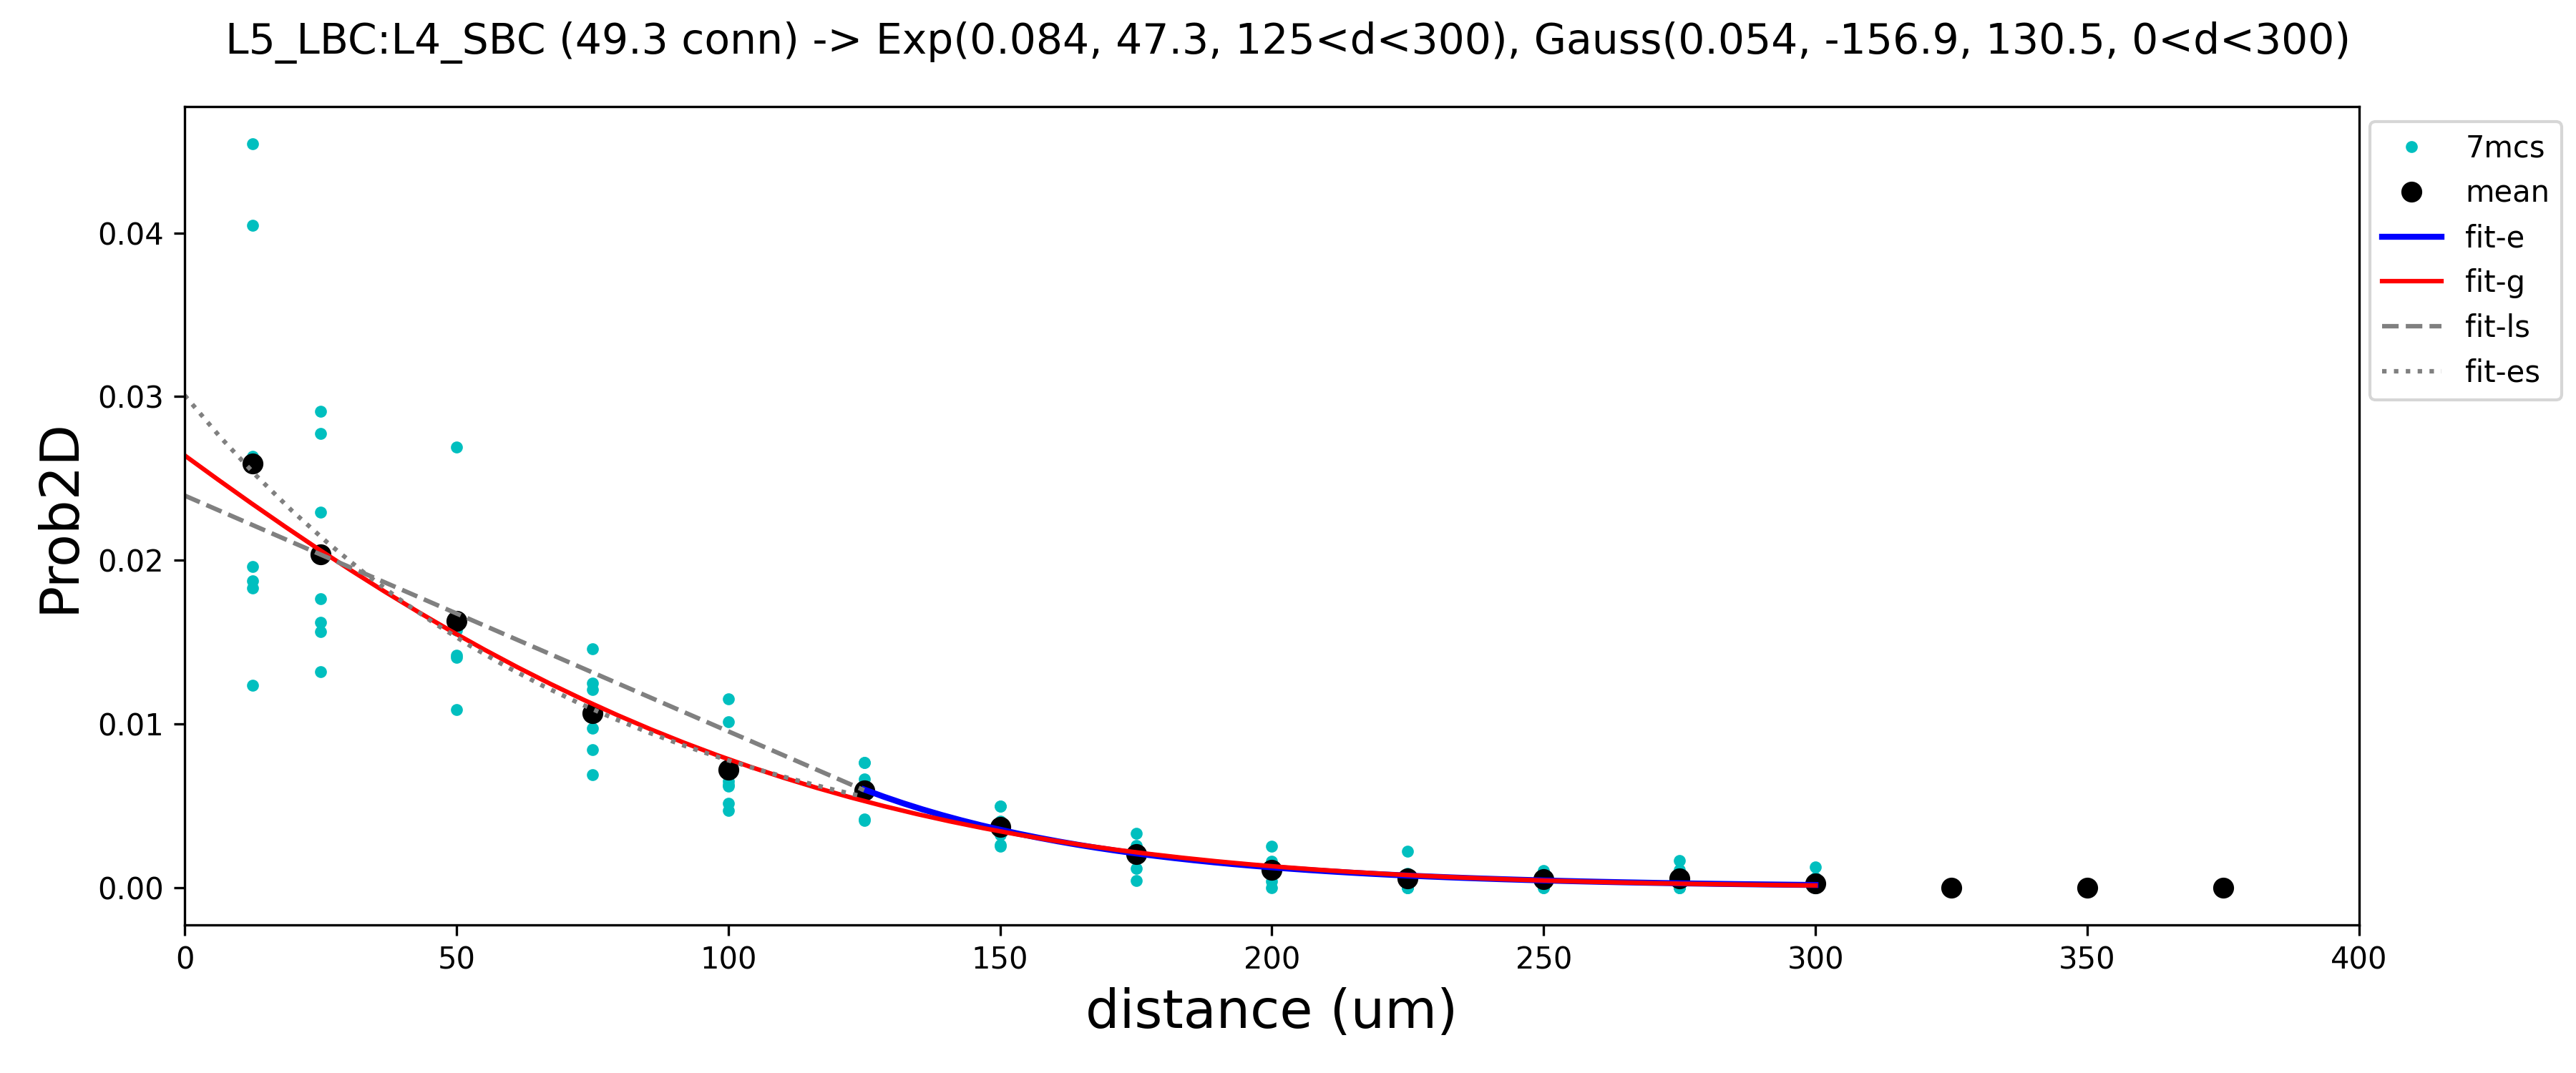 L5_LBC:L4_SBC (49.3 conn) -> Exp(0.084, 47.3, 125<d<300), Gauss(0.054, -156.9, 130.5, 0<d<300)
7mcs
mean
fit-e
fit-g
fit-ls
fit-es
Prob2D
0.04
0.03
0.02
0.01
0.00
0 50 100 150 200 250 300 350 400
distance (um)